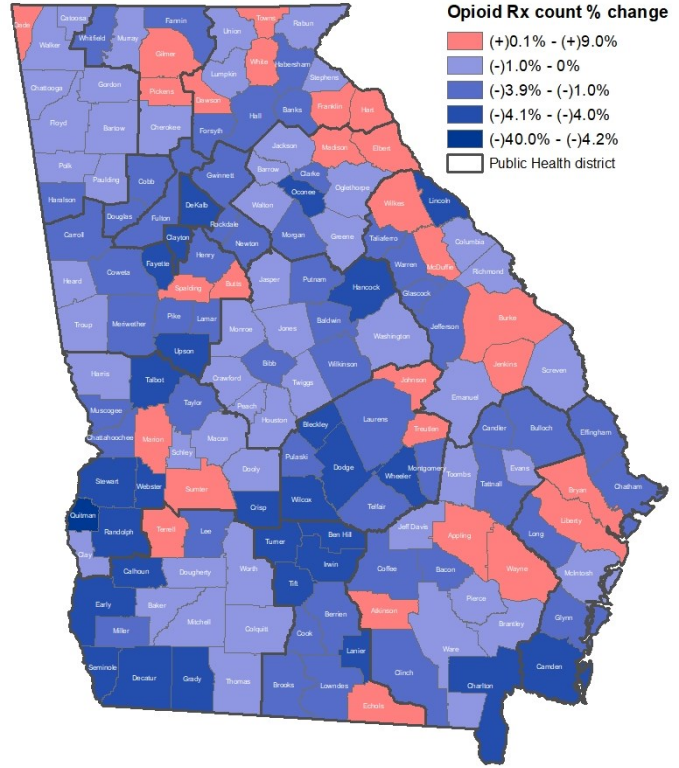 Opioid Rx count % change
(+)0.1% - (+)9.0%
(-)1.0% - 0%
(-)3.9% - (-)1.0%
(-)4.1% - (-)4.0%
(-)40.0% - (-)4.2%
Public Health district
Dade
Catoosa
Fannin
Towns
Rabun
Walker
Whitfield
Murray
Union
Gilmer
White
Habersham
Lumpkin
Stephens
Chattooga
Gordon
Pickens
Dawson
Franklin
Hart
Floyd
Bartow
Cherokee
Forsyth
Hall
Banks
Jackson
Madison
Elbert
Polk
Paulding
Cobb
Gwinnett
Barrow
Clarke
Oconee
Oglethorpe
Haralson
Douglas
Fulton
DeKalb
Walton
Wilkes
Lincoln
Carroll
Clayton
Rockdale
Newton
Morgan
Greene
Taliaferro
Columbia
Fayette
Henry
Warren
McDuffie
Richmond
Heard
Coweta
Spalding
Butts
Jasper
Putnam
Hancock
Glascock
Troup
Meriwether
Pike
Lamar
Monroe
Jones
Baldwin
Washington
Jefferson
Burke
Upson
Harris
Talbot
Crawford
Bibb
Twiggs
Wilkinson
Johnson
Jenkins
Screven
Muscogee
Taylor
Peach
Houston
Laurens
Emanuel
Chattahoochee
Marion
Macon
Schley
Bleckley
Treutlen
Candler
Bulloch
Effingham
Stewart
Webster
Dooly
Pulaski
Dodge
Wheeler
Montgomery
Toombs
Tattnall
Evans
Bryan
Chatham
Sumter
Quitman
Randolph
Terrell
Lee
Crisp
Wilcox
Telfair
Liberty
Clay
Turner
Ben Hill
Jeff Davis
Appling
Long
Calhoun
Dougherty
Worth
Irwin
Tift
Coffee
Bacon
Wayne
McIntosh
Early
Baker
Mitchell
Colquitt
Berrien
Atkinson
Pierce
Brantley
Glynn
Miller
Cook
Lanier
Ware
Seminole
Decatur
Grady
Thomas
Brooks
Lowndes
Clinch
Charlton
Camden
Echols